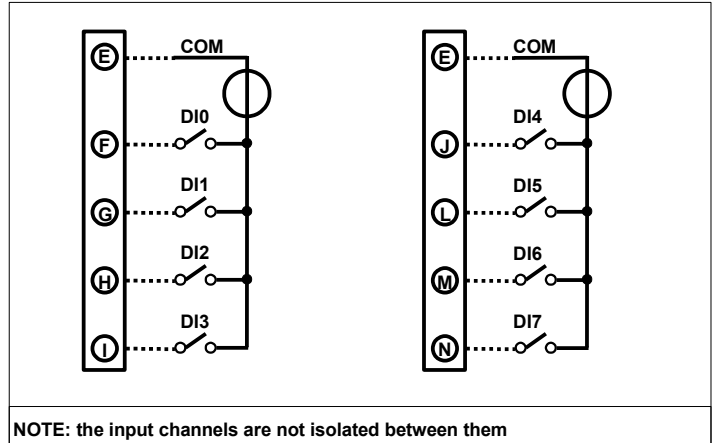 E
COM
F
DI0
G
DI1
H
DI2
I
DI3
E
COM
J
DI4
L
DI5
M
DI6
N
DI7
NOTE: the input channels are not isolated between them